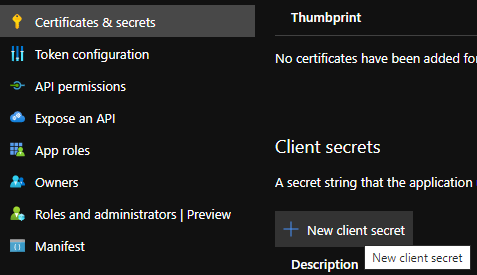 Certificates & secrets
Token configuration
API permissions
Expose an API
App roles
Owners
Roles and administrators | Preview
Manifest
Thumbprint
No certificates have been added for
Client secrets
A secret string that the application
New client secret
New client secret
Description